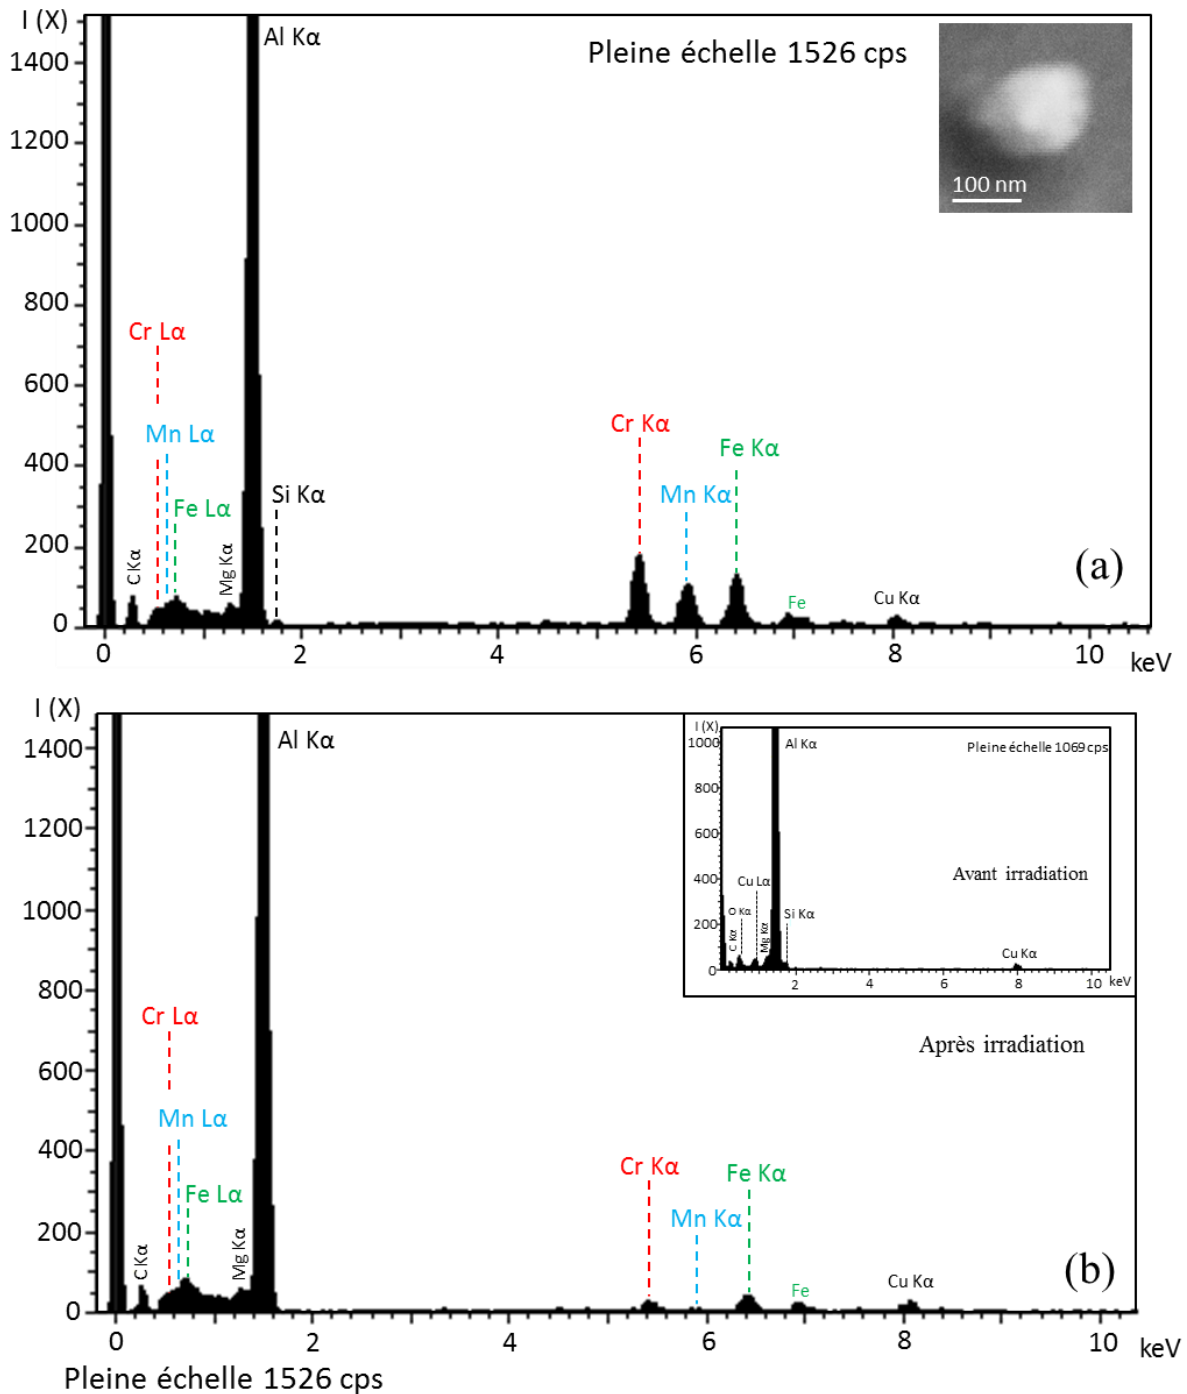 I (X)
Al Kα
Pleine échelle 1526 cps
1400
1200
1000
800
600
400
200
0
100 nm
Cr Lα
Mn Lα
Fe Lα
C Kα
Mg Kα
Si Kα
Cr Kα
Mn Kα
Fe Kα
Fe
Cu Kα
(a)
0 2 4 6 8 10 keV
I (X)
Al Kα
1400
1200
1000
800
600
400
200
0
I (X)
Al Kα
Pleine échelle 1069 cps
1000
800
600
400
200
0
Avant irradiation
Cu Lα
O Kα
C Kα
Mg Kα
Si Kα
Cu Kα
2 4 6 8 10 keV
Après irradiation
Cr Lα
Mn Lα
Fe Lα
C Kα
Mg Kα
Cr Kα
Mn Kα
Fe Kα
Fe
Cu Kα
(b)
0 2 4 6 8 10 keV
Pleine échelle 1526 cps